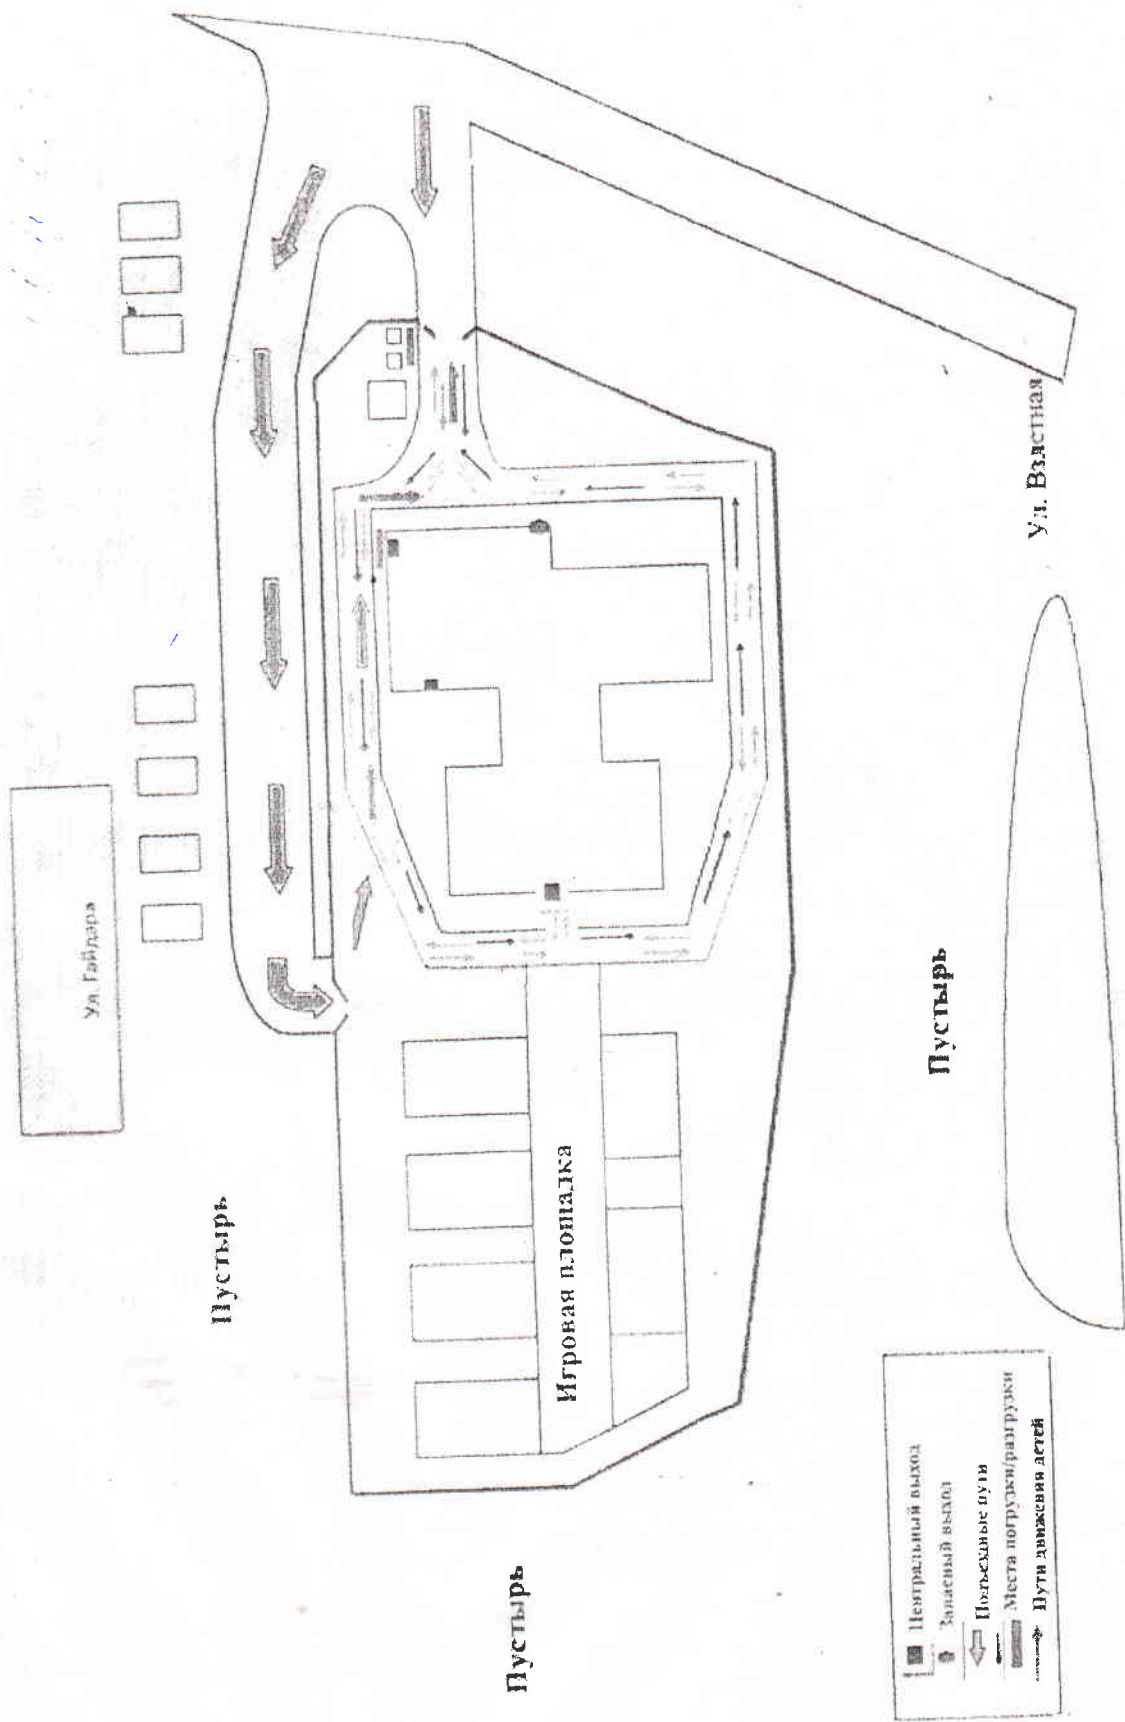 Ул. Гайдара
Ул. Взлетная
Пустырь
Пустырь
Игровая площадка
Пустырь
Центральный выход
Запасный выход
Подъездные пути
Места погрузки/разгрузки
Пути движения детей